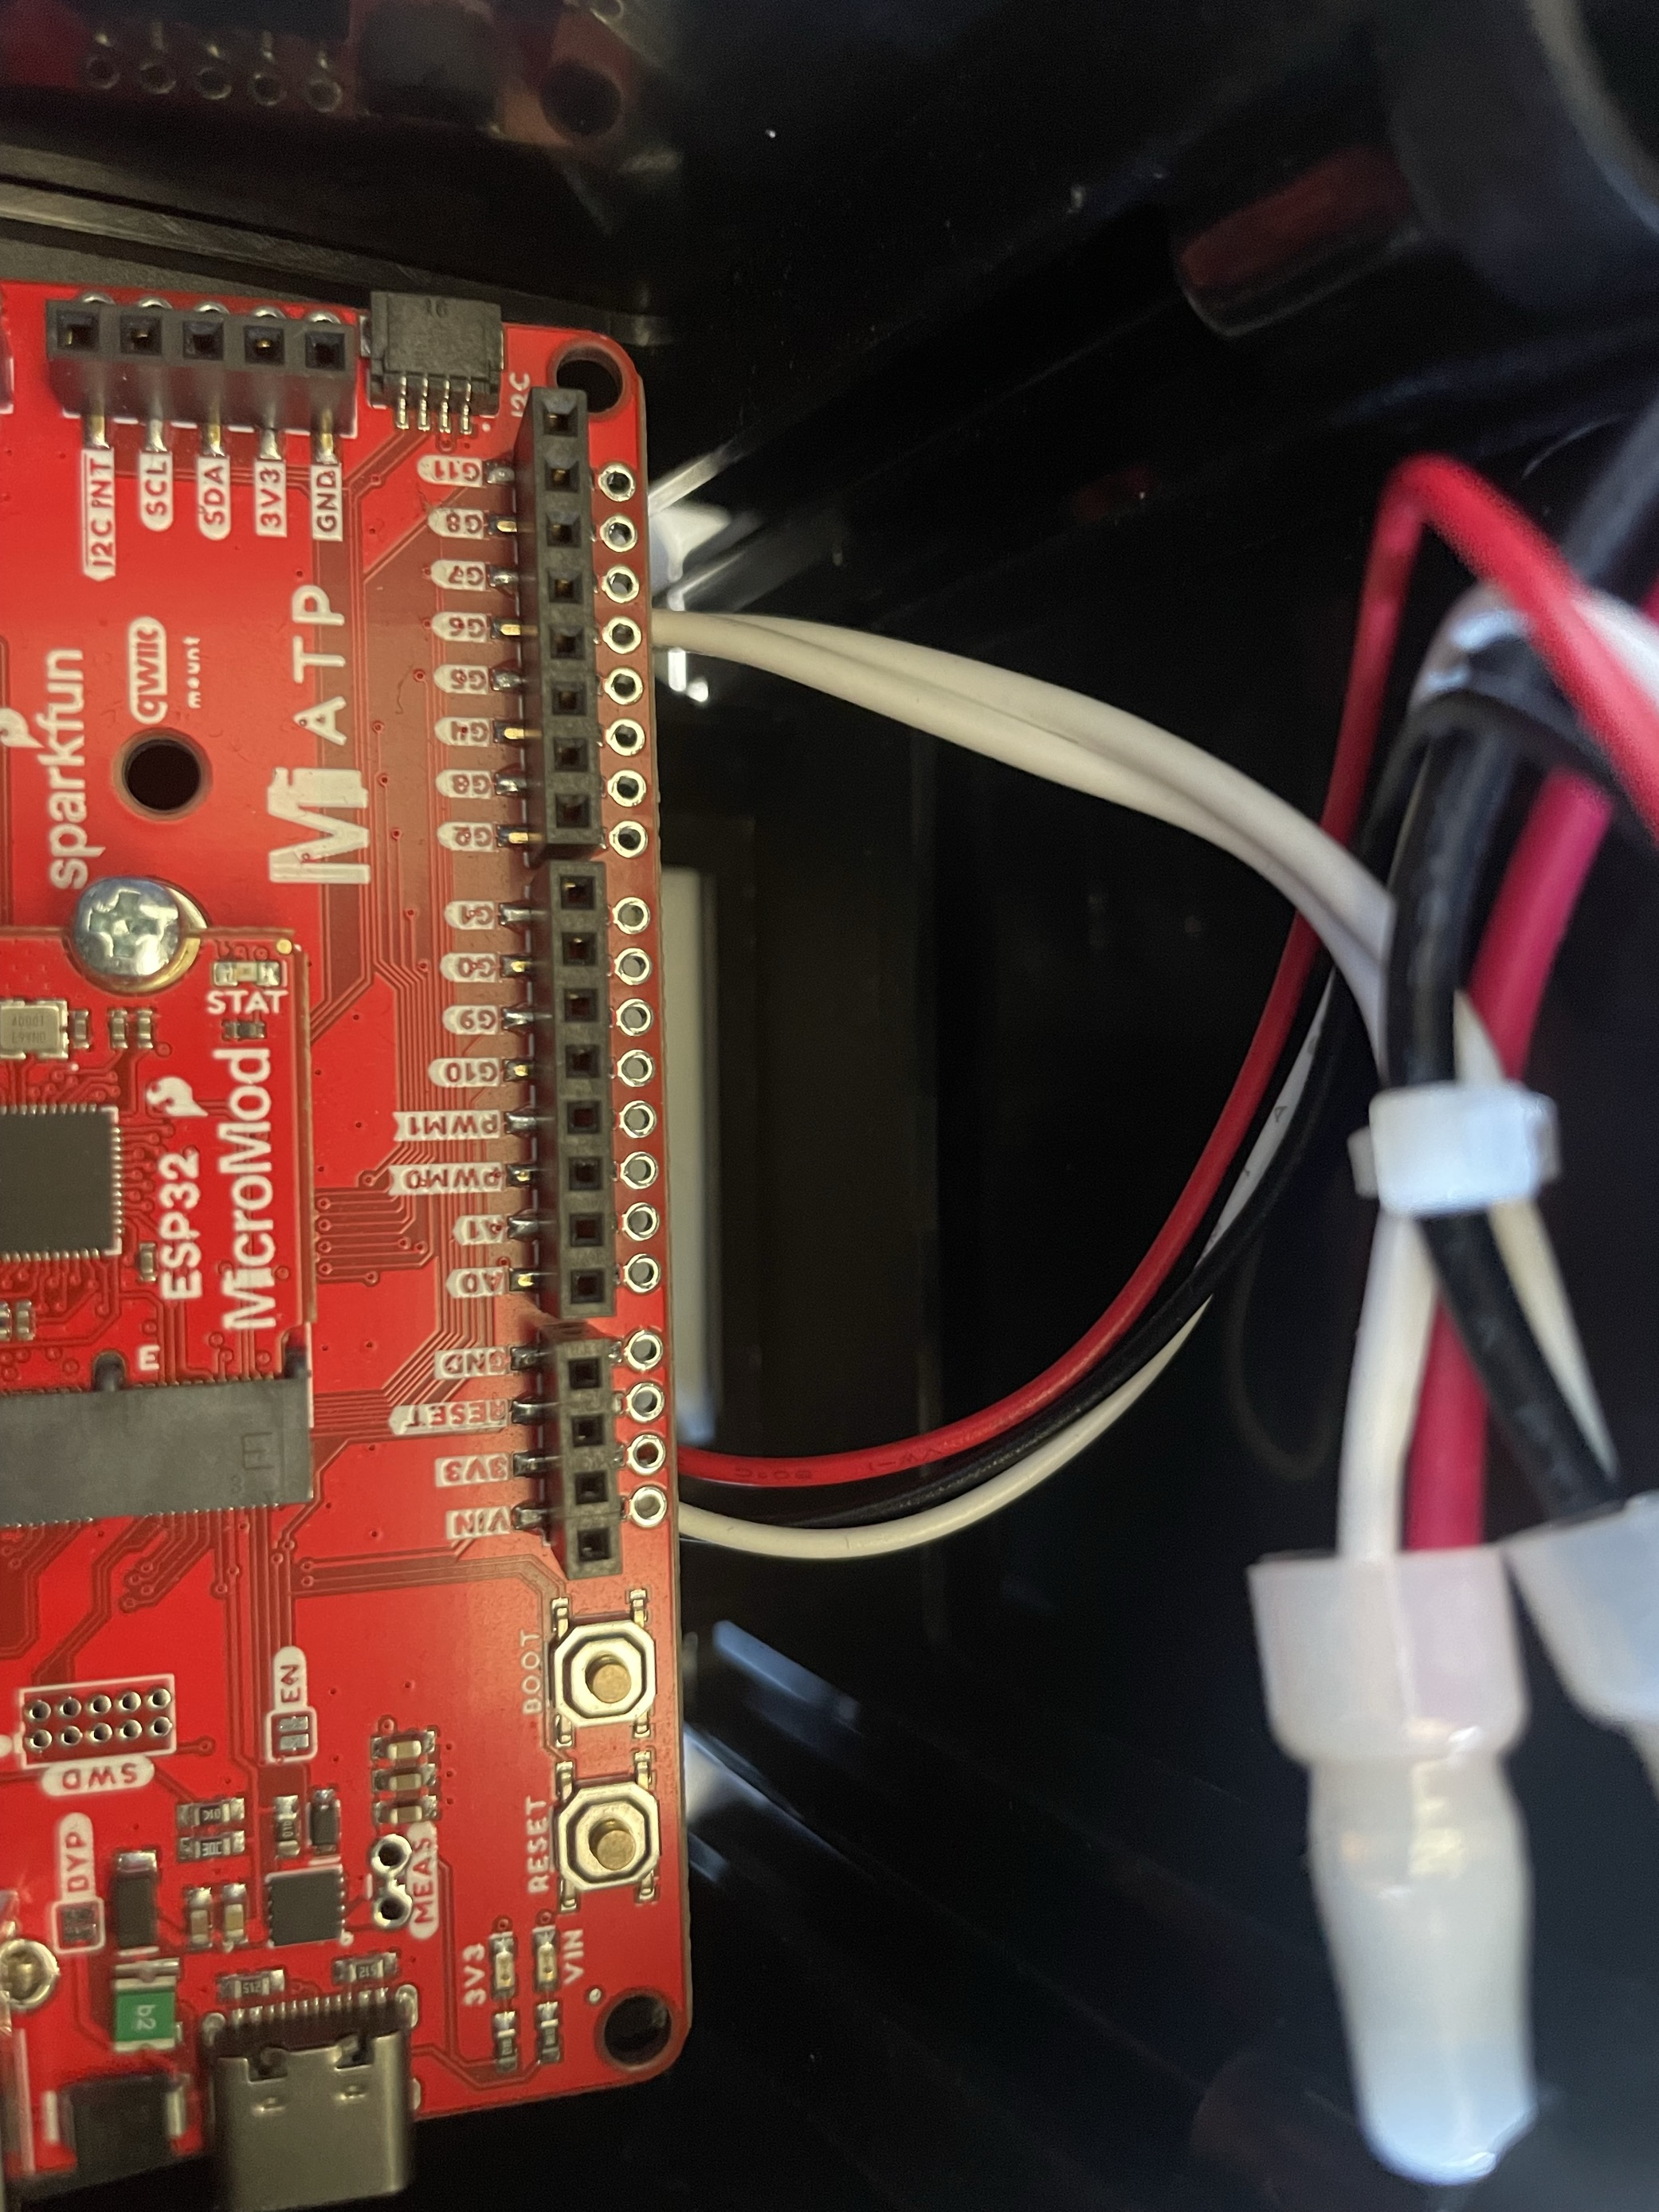 I2C
I2C INT
SCL
SDA
3V3
GND
G11
G8
G7
G6
G5
G4
G3
G2
G1
G0
G9
G10
PWM1
PWM0
A1
A0
GND
RESET
3V3
VIN
sparkfun
qwiic
mount
M ATP
STAT
ESP32
MicroMod
E
E
BOOT
EN
SWD
BYP
MEAS
RESET
3V3
VIN